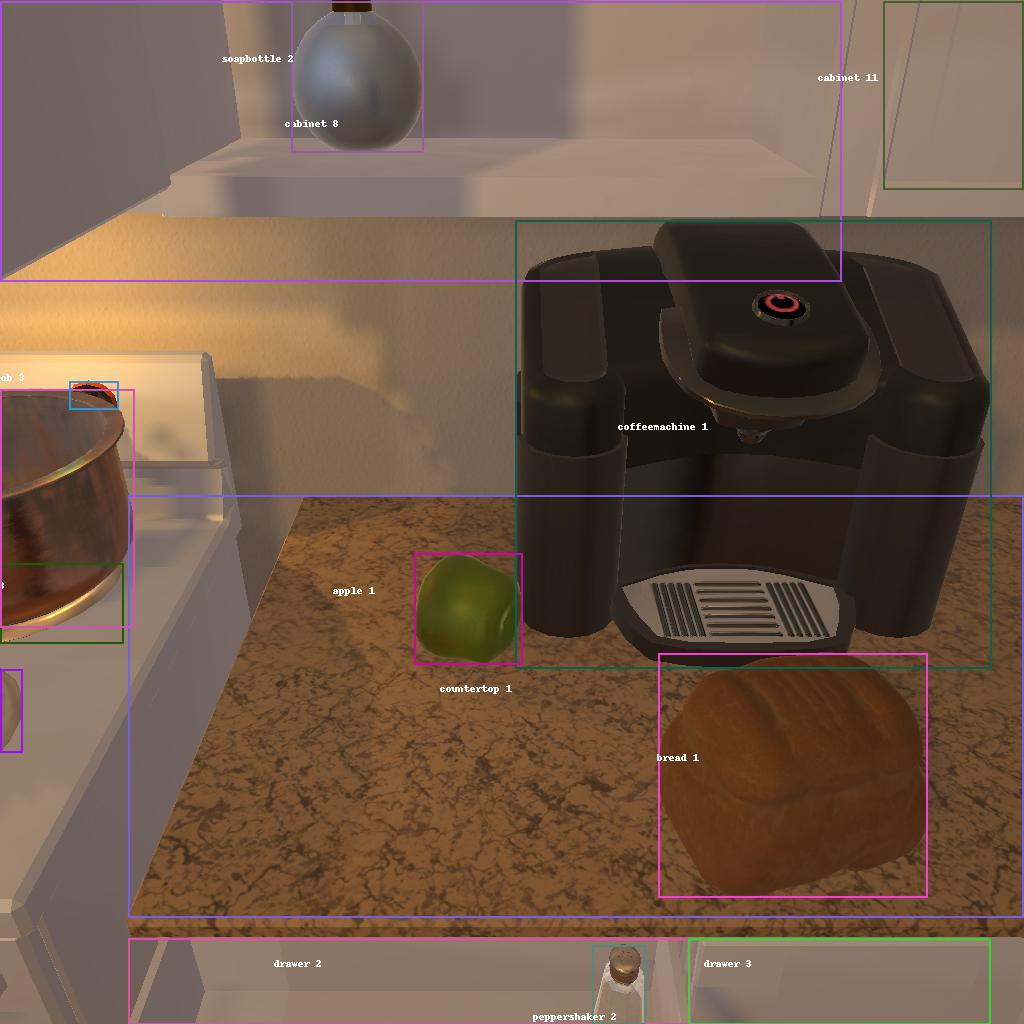 soapbottle 2
cabinet 11
cabinet 8
ob 3
coffeemachine 1
apple 1
countertop 1
bread 1
drawer 2
drawer 3
peppershaker 2